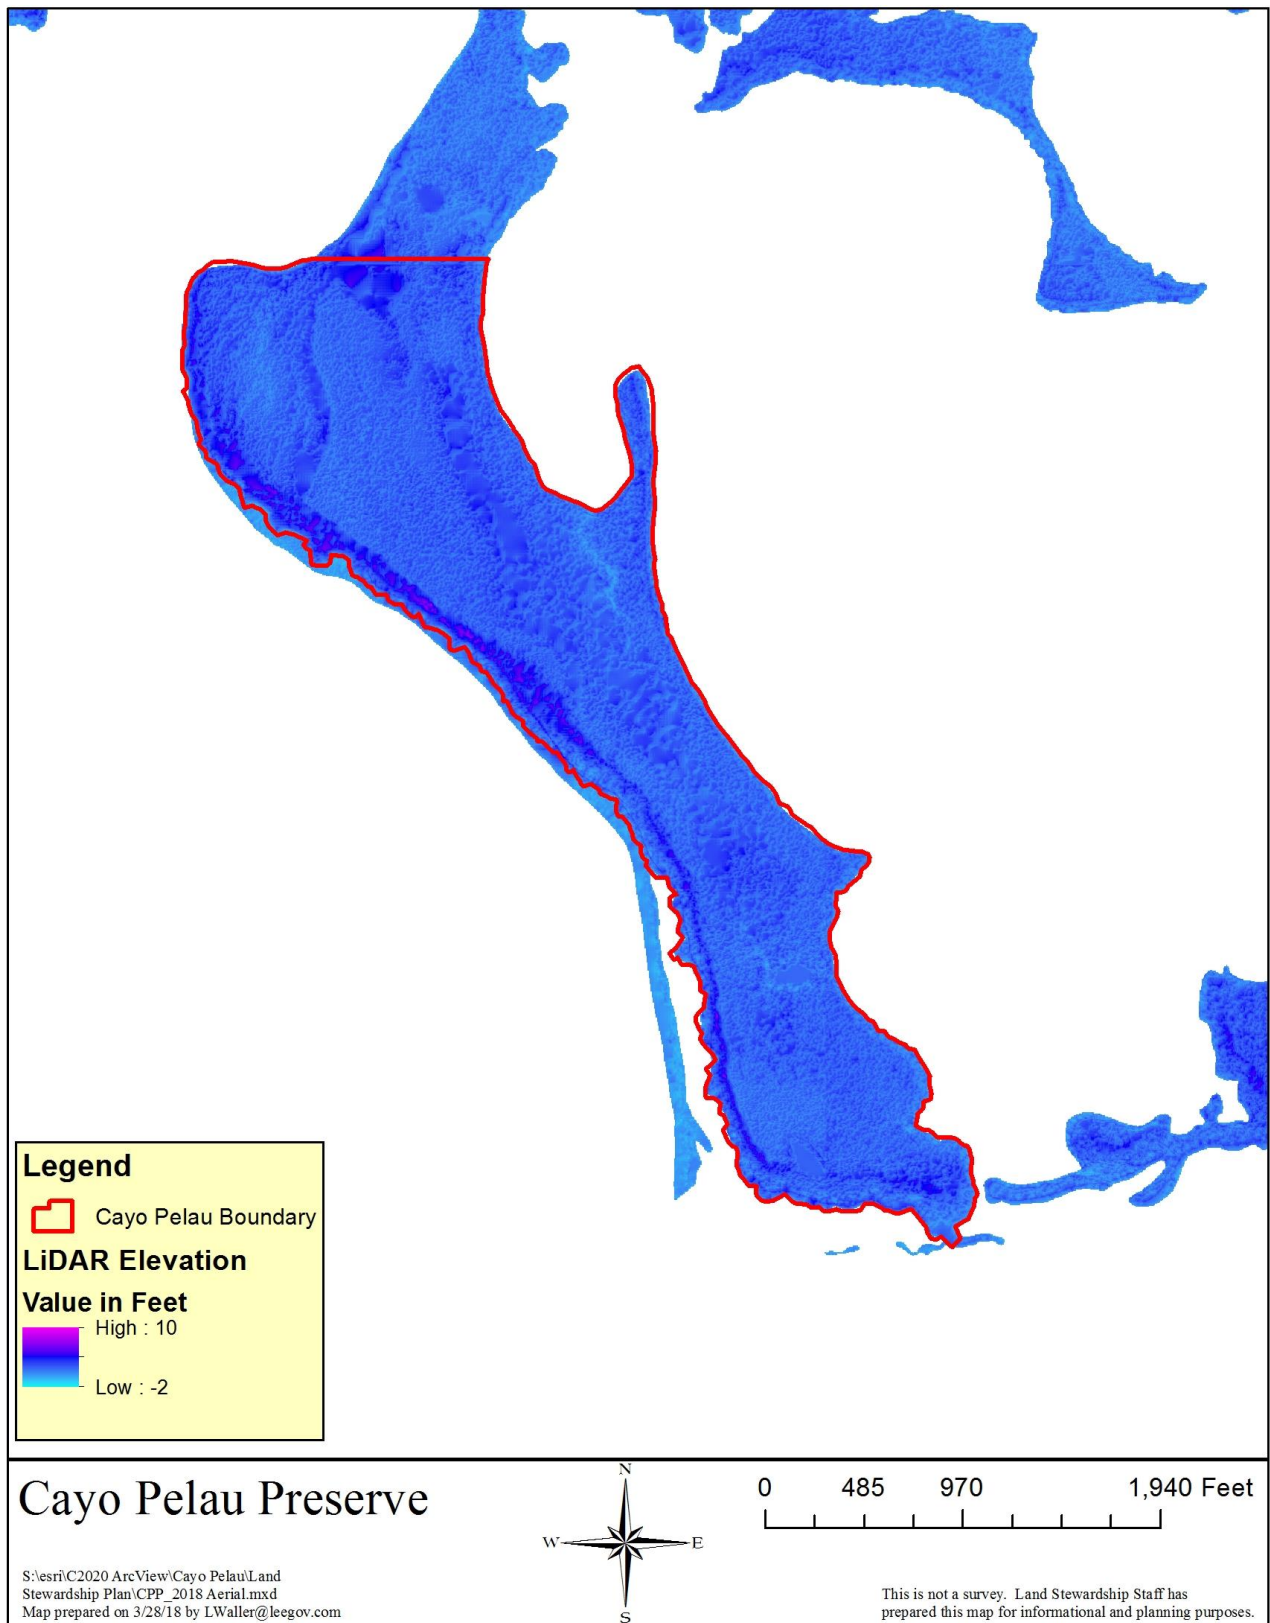 Legend
Cayo Pelau Boundary
LiDAR Elevation
Value in Feet
High : 10
Low : -2
Cayo Pelau Preserve
N
W
E
S
0 485 970 1,940 Feet
S:\esri\C2020 ArcView\Cayo Pelau\Land
Stewardship Plan\CPP_2018 Aerial.mxd
Map prepared on 3/28/18 by LWaller@leegov.com
This is not a survey. Land Stewardship Staff has
prepared this map for informational and planning purposes.